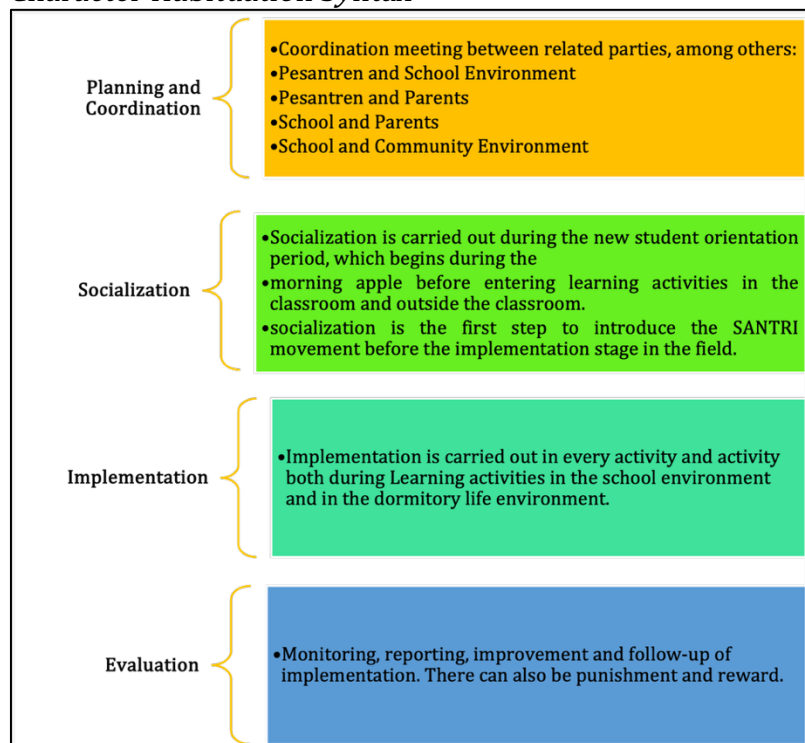 Planning and
Coordination
•Coordination meeting between related parties, among others:
•Pesantren and School Environment
•Pesantren and Parents
•School and Parents
•School and Community Environment
Socialization
•Socialization is carried out during the new student orientation
period, which begins during the
•morning apple before entering learning activities in the
classroom and outside the classroom.
•socialization is the first step to introduce the SANTRI
movement before the implementation stage in the field.
Implementation
•Implementation is carried out in every activity and activity
both during Learning activities in the school environment
and in the dormitory life environment.
Evaluation
•Monitoring, reporting, improvement and follow-up of
implementation. There can also be punishment and reward.